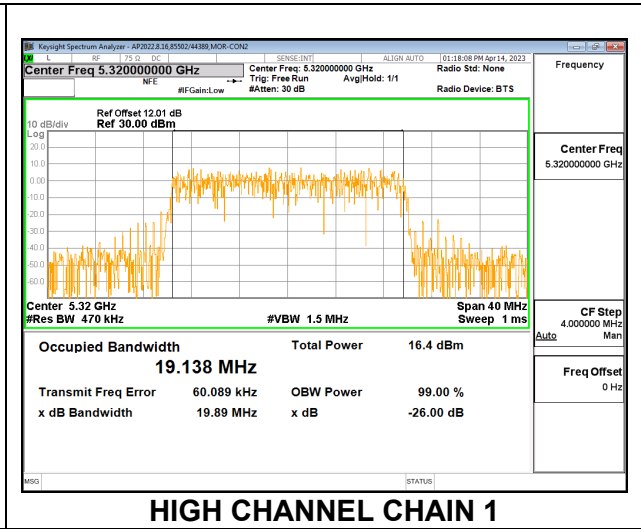 Keysight Spectrum Analyzer - AP2022.8.16,85502/44389,MOR-CON2
LXI L RF 75 Ω DC SENSE:INT ALIGN AUTO 01:18:08 PM Apr 14, 2023
Center Freq 5.320000000 GHz Center Freq: 5.320000000 GHz Radio Std: None
NFE Trig: Free Run Avg|Hold: 1/1
#IFGain:Low #Atten: 30 dB Radio Device: BTS
Frequency
Ref Offset 12.01 dB
10 dB/div Ref 30.00 dBm
Log
20.0
10.0
0.00
-10.0
-20.0
-30.0
-40.0
-50.0
-60.0
Center 5.32 GHz Span 40 MHz
#Res BW 470 kHz #VBW 1.5 MHz Sweep 1 ms
Center Freq
5.320000000 GHz
CF Step
4.000000 MHz
Auto Man
Freq Offset
0 Hz
Occupied Bandwidth Total Power 16.4 dBm
19.138 MHz
Transmit Freq Error 60.089 kHz OBW Power 99.00 %
x dB Bandwidth 19.89 MHz x dB -26.00 dB
MSG STATUS
HIGH CHANNEL CHAIN 1